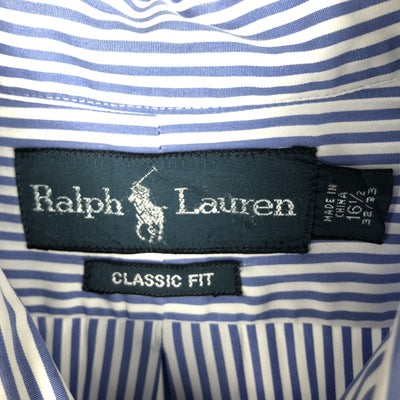 Ralph Lauren
MADE IN
CHINA
16 1/2
32/33
CLASSIC FIT